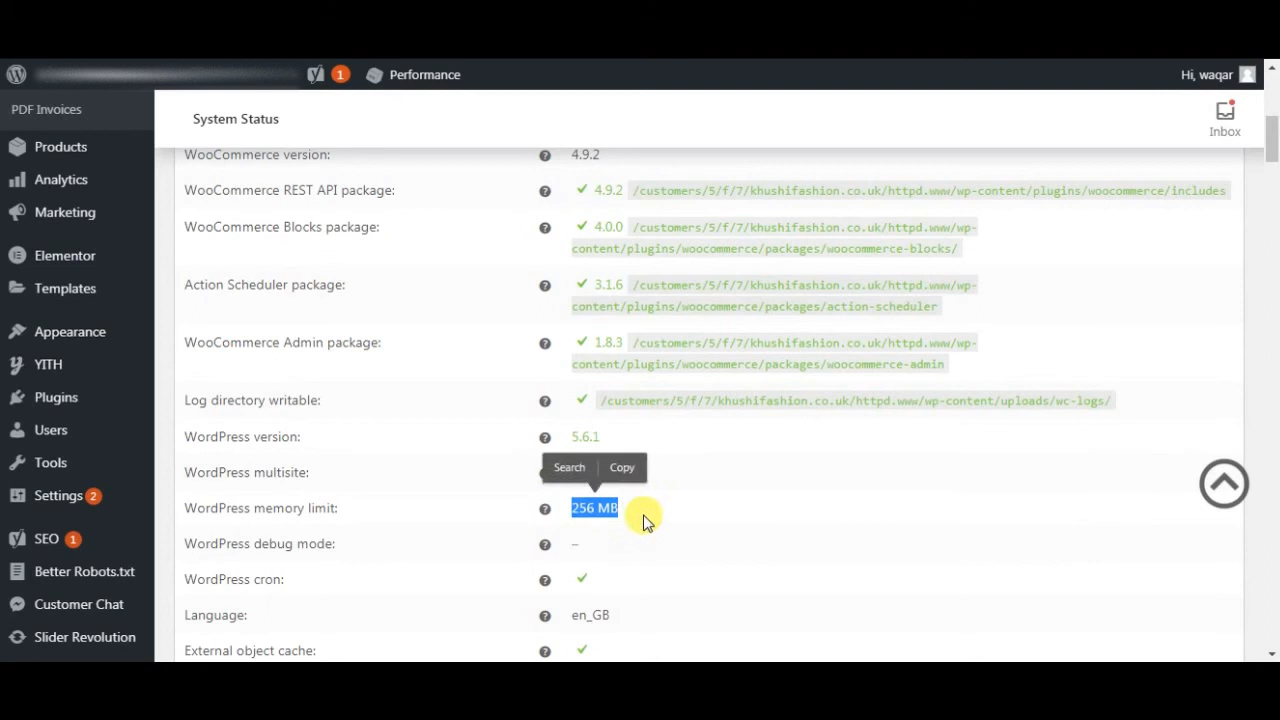 Performance
Hi, waqar
PDF Invoices
Products
Analytics
Marketing
Elementor
Templates
Appearance
YITH
Plugins
Users
Tools
Settings 2
SEO 1
Better Robots.txt
Customer Chat
Slider Revolution
1
System Status
Inbox
WooCommerce version: ? 4.9.2
WooCommerce REST API package: ? ✔ 4.9.2 /customers/5/f/7/khushifashion.co.uk/httpd.www/wp-content/plugins/woocommerce/includes
WooCommerce Blocks package: ? ✔ 4.0.0 /customers/5/f/7/khushifashion.co.uk/httpd.www/wp-
content/plugins/woocommerce/packages/woocommerce-blocks/
Action Scheduler package: ? ✔ 3.1.6 /customers/5/f/7/khushifashion.co.uk/httpd.www/wp-
content/plugins/woocommerce/packages/action-scheduler
WooCommerce Admin package: ? ✔ 1.8.3 /customers/5/f/7/khushifashion.co.uk/httpd.www/wp-
content/plugins/woocommerce/packages/woocommerce-admin
Log directory writable: ? ✔ /customers/5/f/7/khushifashion.co.uk/httpd.www/wp-content/uploads/wc-logs/
WordPress version: ? 5.6.1
Search Copy
WordPress multisite:
WordPress memory limit: ? 256 MB
WordPress debug mode: ? –
WordPress cron: ? ✔
Language: ? en_GB
External object cache: ? ✔